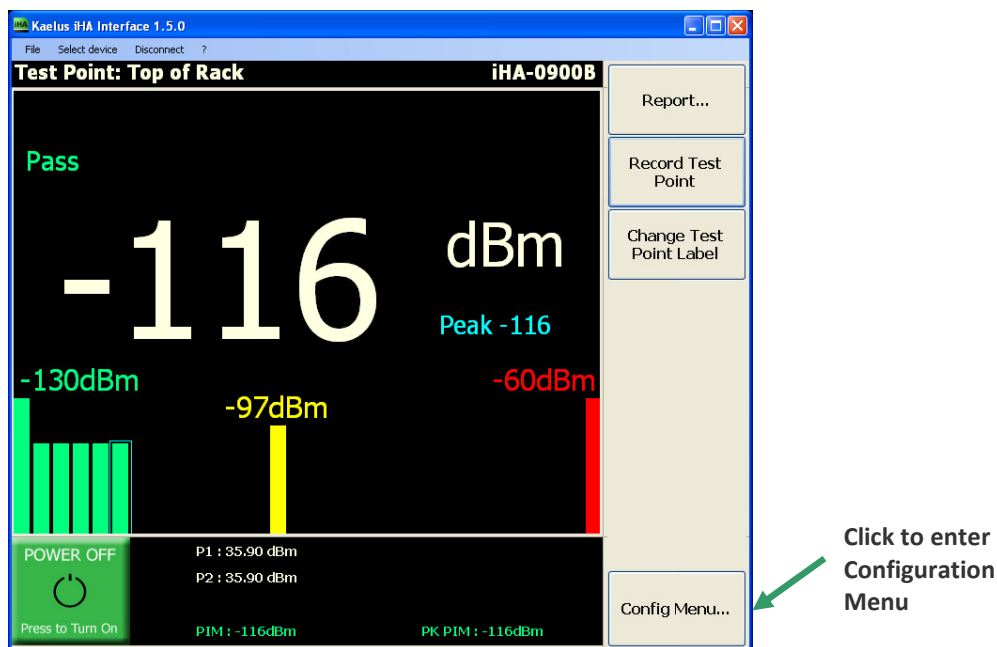 Kaelus iHA Interface 1.5.0
File Select device Disconnect ?
Test Point: Top of Rack iHA-0900B
Report...
Pass
Record Test
Point
Change Test
Point Label
-116 dBm
Peak -116
-130dBm
-60dBm
-97dBm
POWER OFF
Press to Turn On
P1 : 35.90 dBm
P2 : 35.90 dBm
PIM : -116dBm PK PIM : -116dBm
Config Menu...
Click to enter
Configuration
Menu